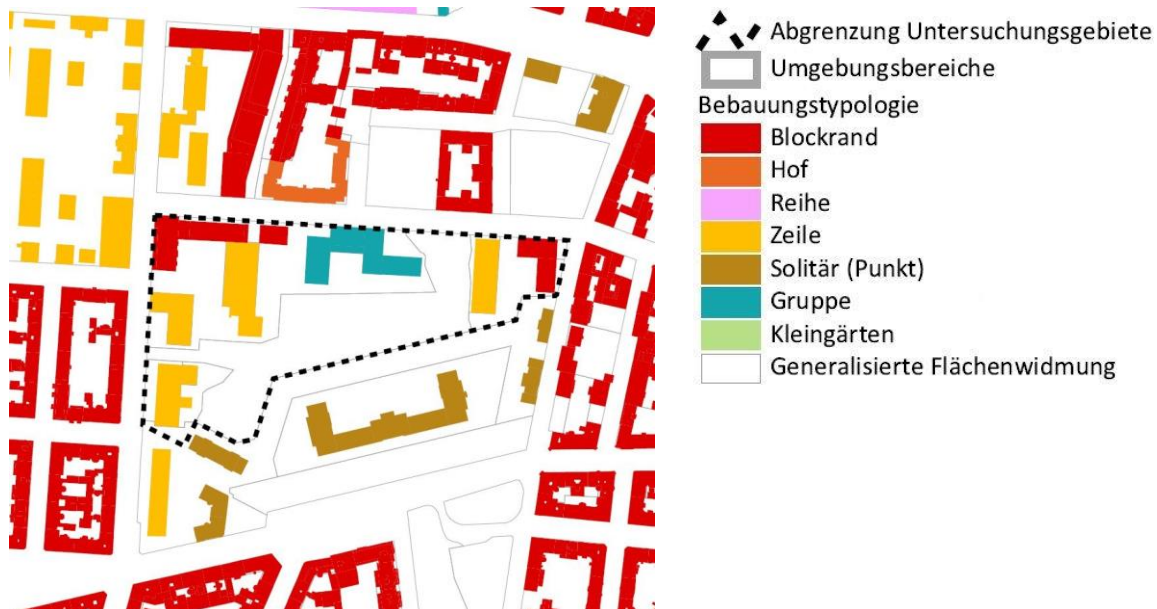 Abgrenzung Untersuchungsgebiete
Umgebungsbereiche
Bebauungstypologie
Blockrand
Hof
Reihe
Zeile
Solitär (Punkt)
Gruppe
Kleingärten
Generalisierte Flächenwidmung